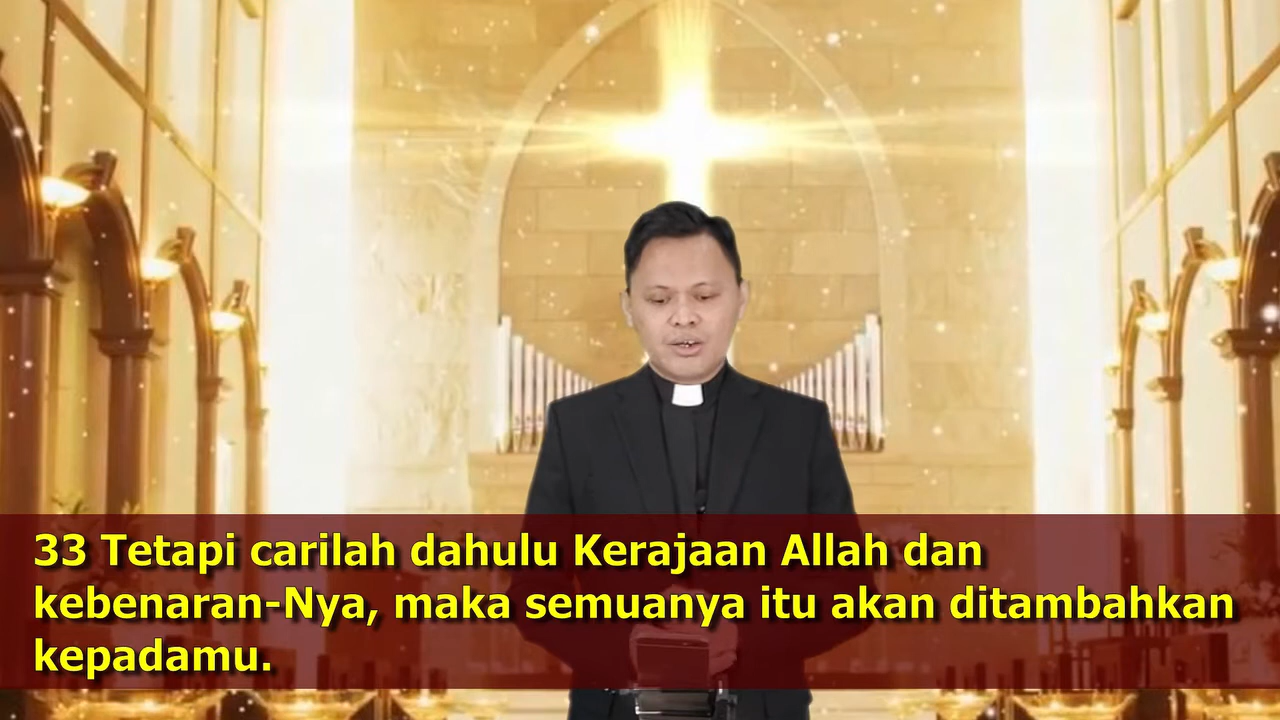 33 Tetapi carilah dahulu Kerajaan Allah dan
kebenaran-Nya, maka semuanya itu akan ditambahkan
kepadamu.